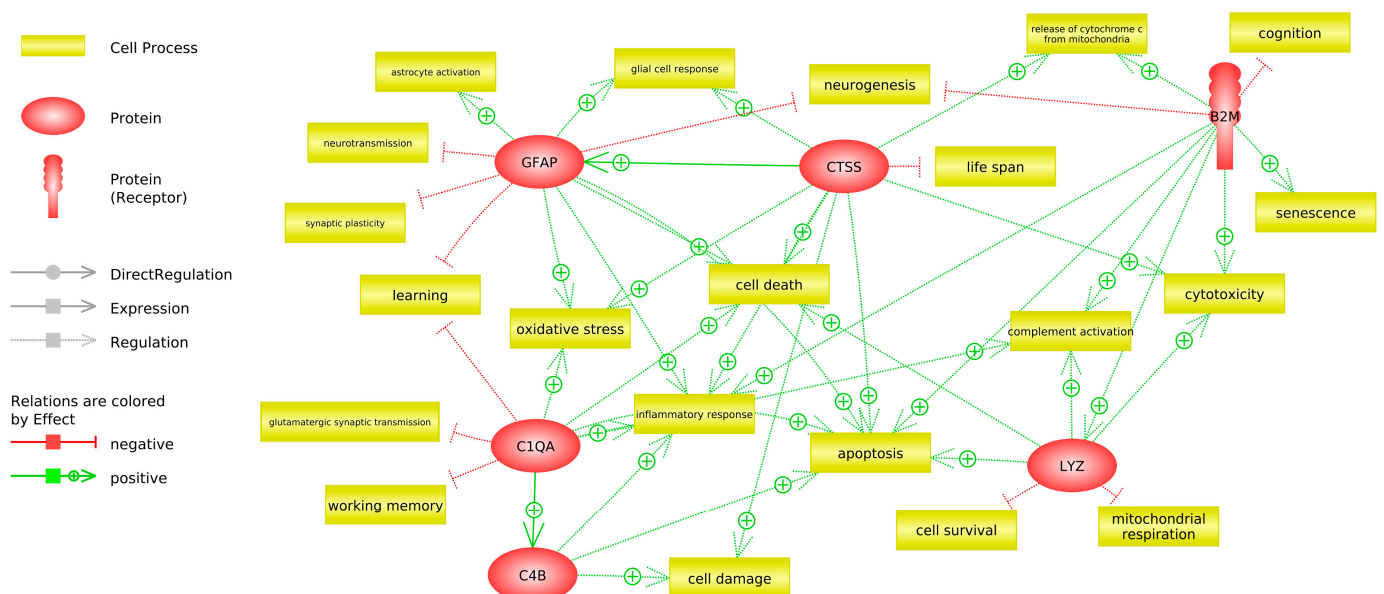 Cell Process
Protein
Protein
(Receptor)
DirectRegulation
Expression
Regulation
Relations are colored
by Effect
negative
positive
release of cytochrome c
from mitochondria
cognition
astrocyte activation
glial cell response
neurogenesis
B2M
neurotransmission
GFAP
CTSS
life span
synaptic plasticity
senescence
learning
cell death
cytotoxicity
oxidative stress
complement activation
glutamatergic synaptic transmission
inflammatory response
C1QA
apoptosis
LYZ
working memory
cell survival
mitochondrial
respiration
C4B
cell damage